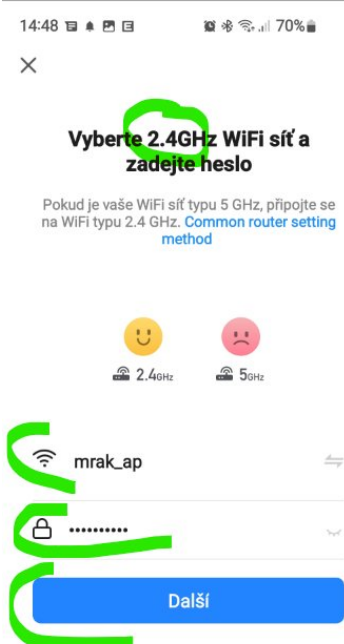 14:48 70%
Vyberte 2.4GHz WiFi síť a
zadejte heslo
Pokud je vaše WiFi síť typu 5 GHz, připojte se
na WiFi typu 2.4 GHz. Common router setting
method
2.4GHz 5GHz
mrak_ap
••••••••••
Další